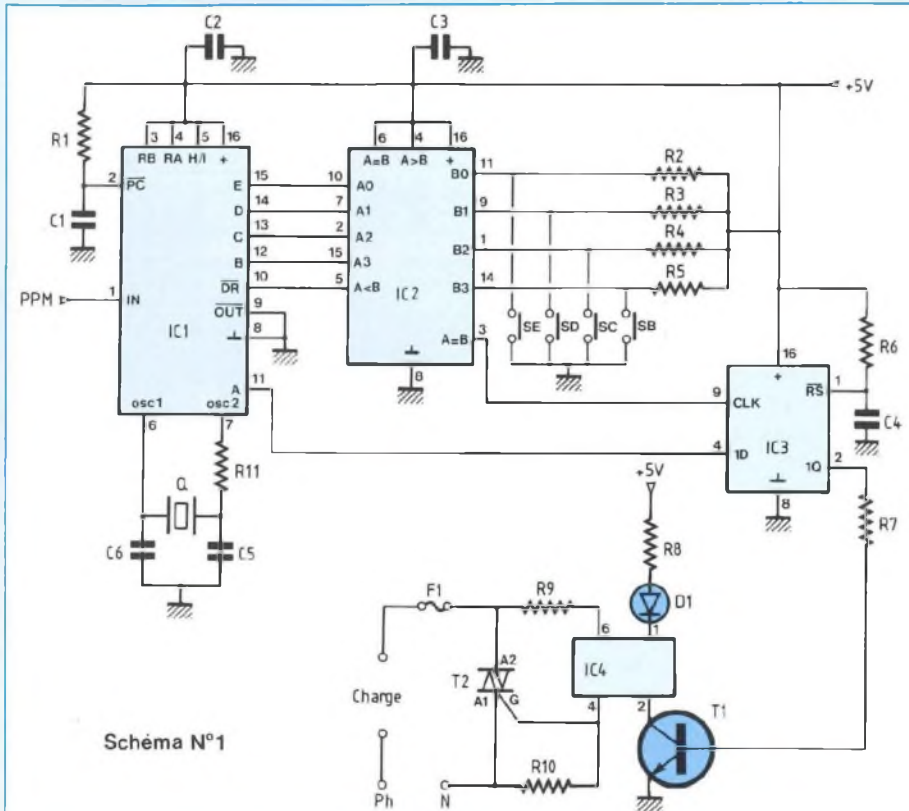 C2
C3
+5V
R1
3 4 5 16
RB RA H/I +
6 4 16
A=B A>B +
2 PC
C1
PPM
1 IN
IC1
E 15
D 14
C 13
B 12
DR 10
OUT 9
8
A 11
osc1 osc2
6 7
R11
Q
C6
C5
10 A0
7 A1
2 A2
15 A3
5 A<B
IC2
8
B0 11
B1 9
B2 1
B3 14
A=B 3
R2
R3
R4
R5
SE SD SC SB
R6
C4
16
+
RS 1
9 CLK
4 1D
IC3
1Q 2
8
R7
+5V
R8
D1
F1
R9
6 1
IC4
4 2
T1
A2
T2
A1 G
Charge
R10
Ph N
Schéma N°1